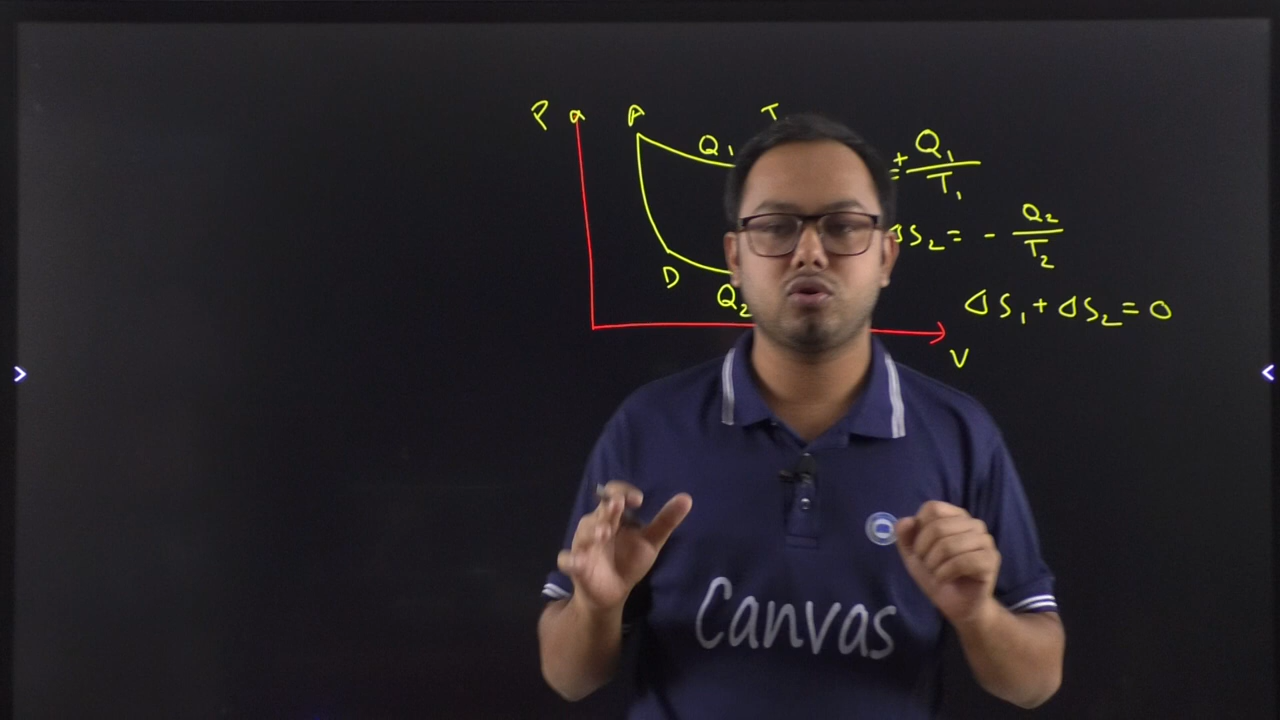 P A T
Q₁
+
= Q₁/T₁
ΔS₂ = - Q₂/T₂
D
Q₂
ΔS₁ + ΔS₂ = 0
V
Canvas